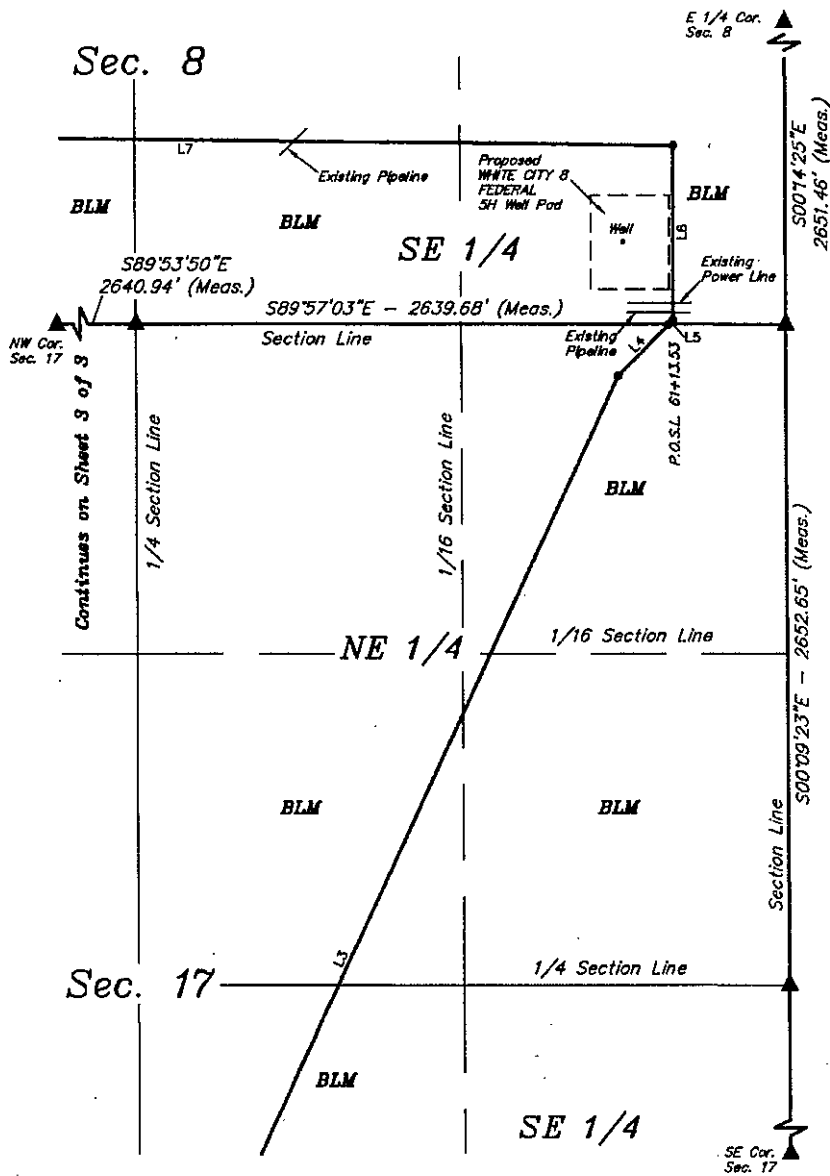 E 1/4 Cor.
Sec. 8
Sec. 8
S00°14'25"E
2651.46' (Meas.)
L7
Existing Pipeline
Proposed
WHITE CITY 8
FEDERAL
5H Well Pad
BLM
BLM
BLM
Well
L6
SE 1/4
Existing
Power Line
S89°53'50"E
2640.94' (Meas.)
S89°57'03"E - 2639.68' (Meas.)
NW Cor.
Sec. 17
Section Line
Existing
Pipeline
L4
L5
P.O.S.L. 61+13.53
Continues on Sheet 3 of 3
1/4 Section Line
1/16 Section Line
BLM
S00°09'23"E - 2652.65' (Meas.)
NE 1/4
1/16 Section Line
BLM
BLM
Section Line
L3
Sec. 17
1/4 Section Line
BLM
SE 1/4
SE Cor.
Sec. 17